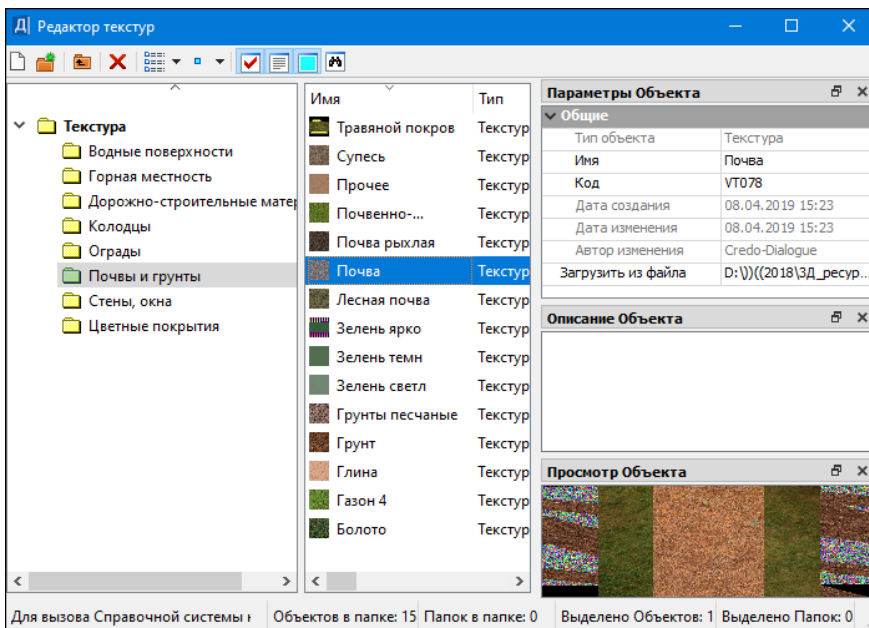 Редактор текстур
Текстура
Водные поверхности
Горная местность
Дорожно-строительные мате
Колодцы
Ограды
Почвы и грунты
Стены, окна
Цветные покрытия
Имя Тип
Травяной покров Текстур
Супесь Текстур
Прочее Текстур
Почвенно-... Текстур
Почва рыхлая Текстур
Почва Текстур
Лесная почва Текстур
Зелень ярко Текстур
Зелень темн Текстур
Зелень светл Текстур
Грунты песчаные Текстур
Грунт Текстур
Глина Текстур
Газон 4 Текстур
Болото Текстур
Параметры Объекта
Общие
Тип объекта Текстура
Имя Почва
Код VT078
Дата создания 08.04.2019 15:23
Дата изменения 08.04.2019 15:23
Автор изменения Credo-Dialogue
Загрузить из файла D:\))((2018\3Д_ресур...
Описание Объекта
Просмотр Объекта
Для вызова Справочной системы Объектов в папке: 15 Папок в папке: 0 Выделено Объектов: 1 Выделено Папок: 0